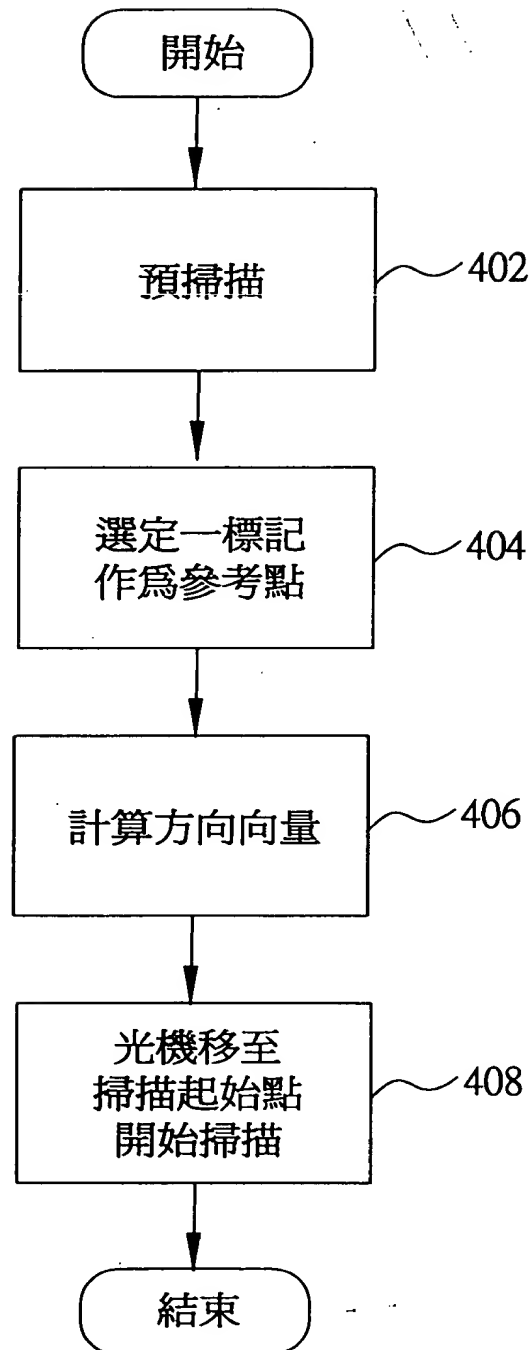 開始
預掃描
402
選定一標記
作爲參考點
404
計算方向向量
406
光機移至
掃描起始點
開始掃描
408
結束